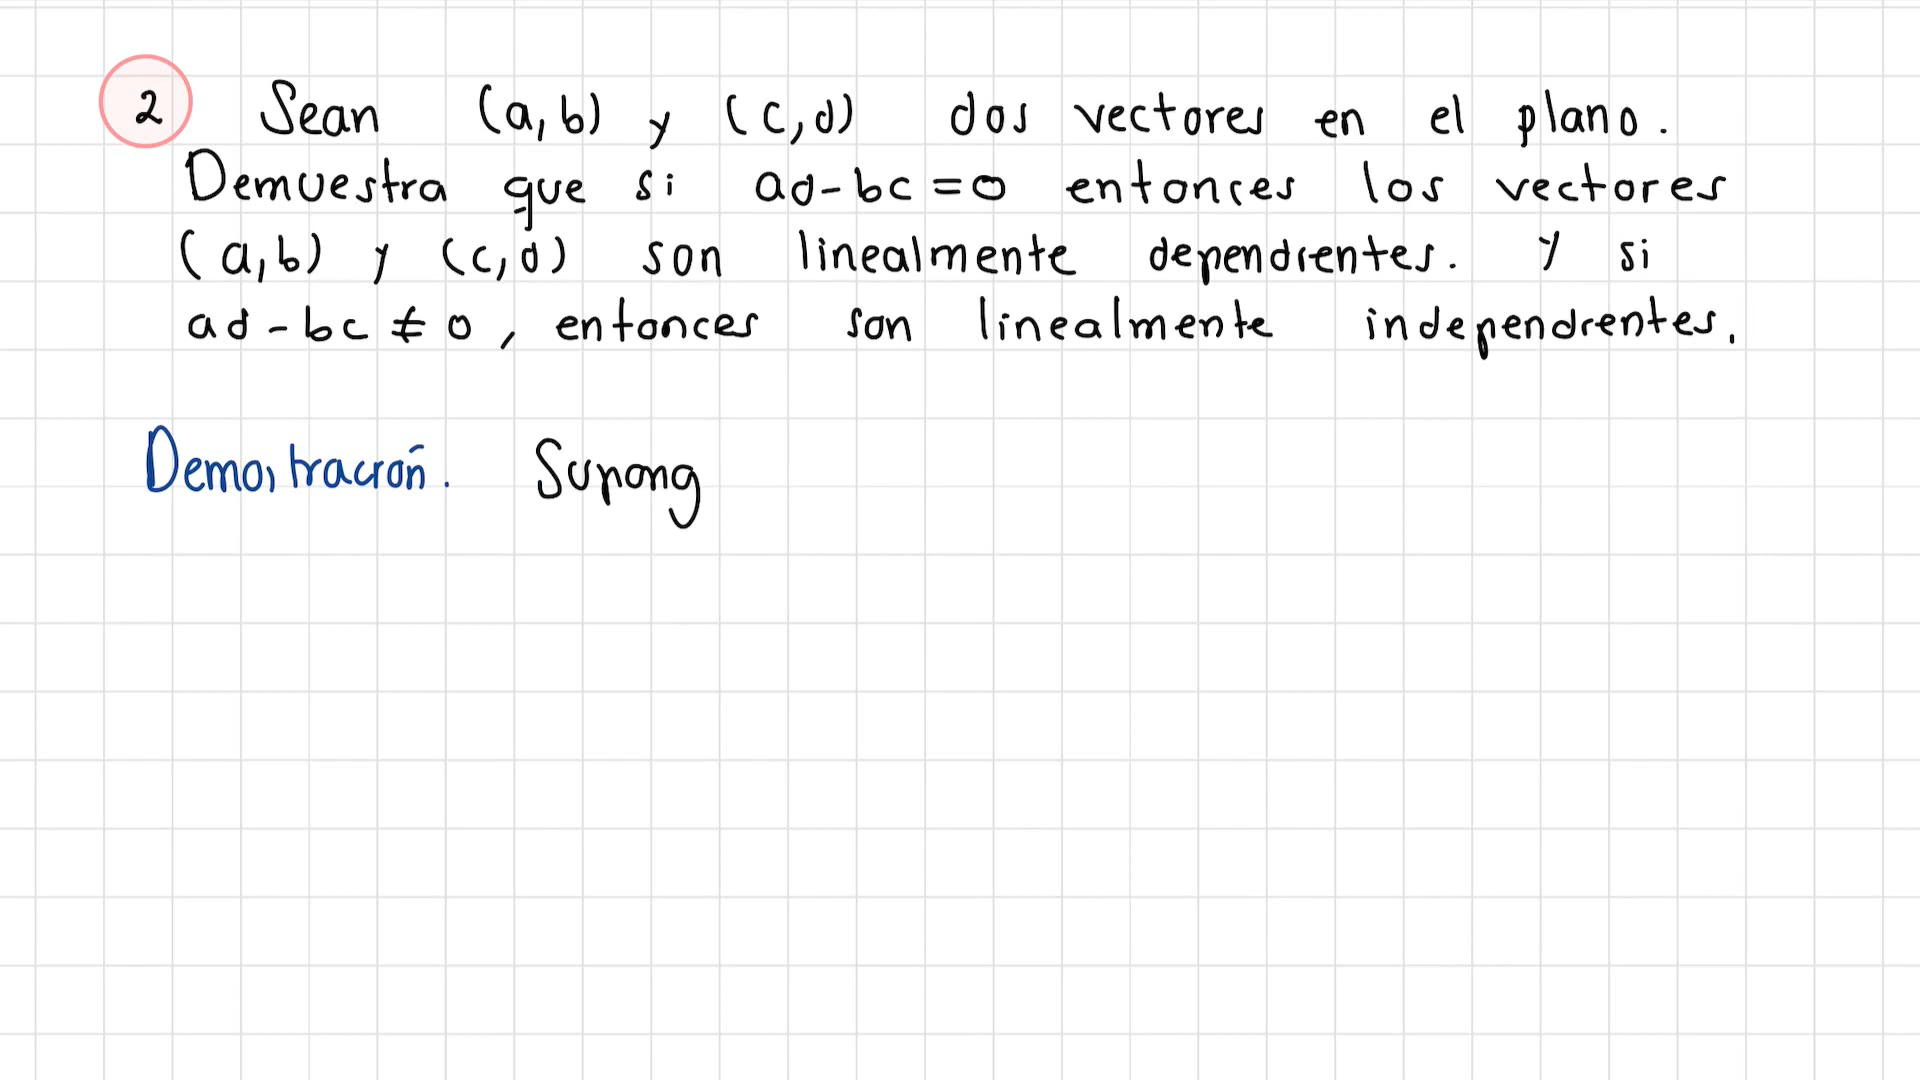 2 Sean (a,b) y (c,d) dos vectores en el plano.
Demuestra que si ad-bc=0 entonces los vectores
(a,b) y (c,d) son linealmente dependientes. Y si
ad-bc≠0, entonces son linealmente independientes.
Demostración. Supong